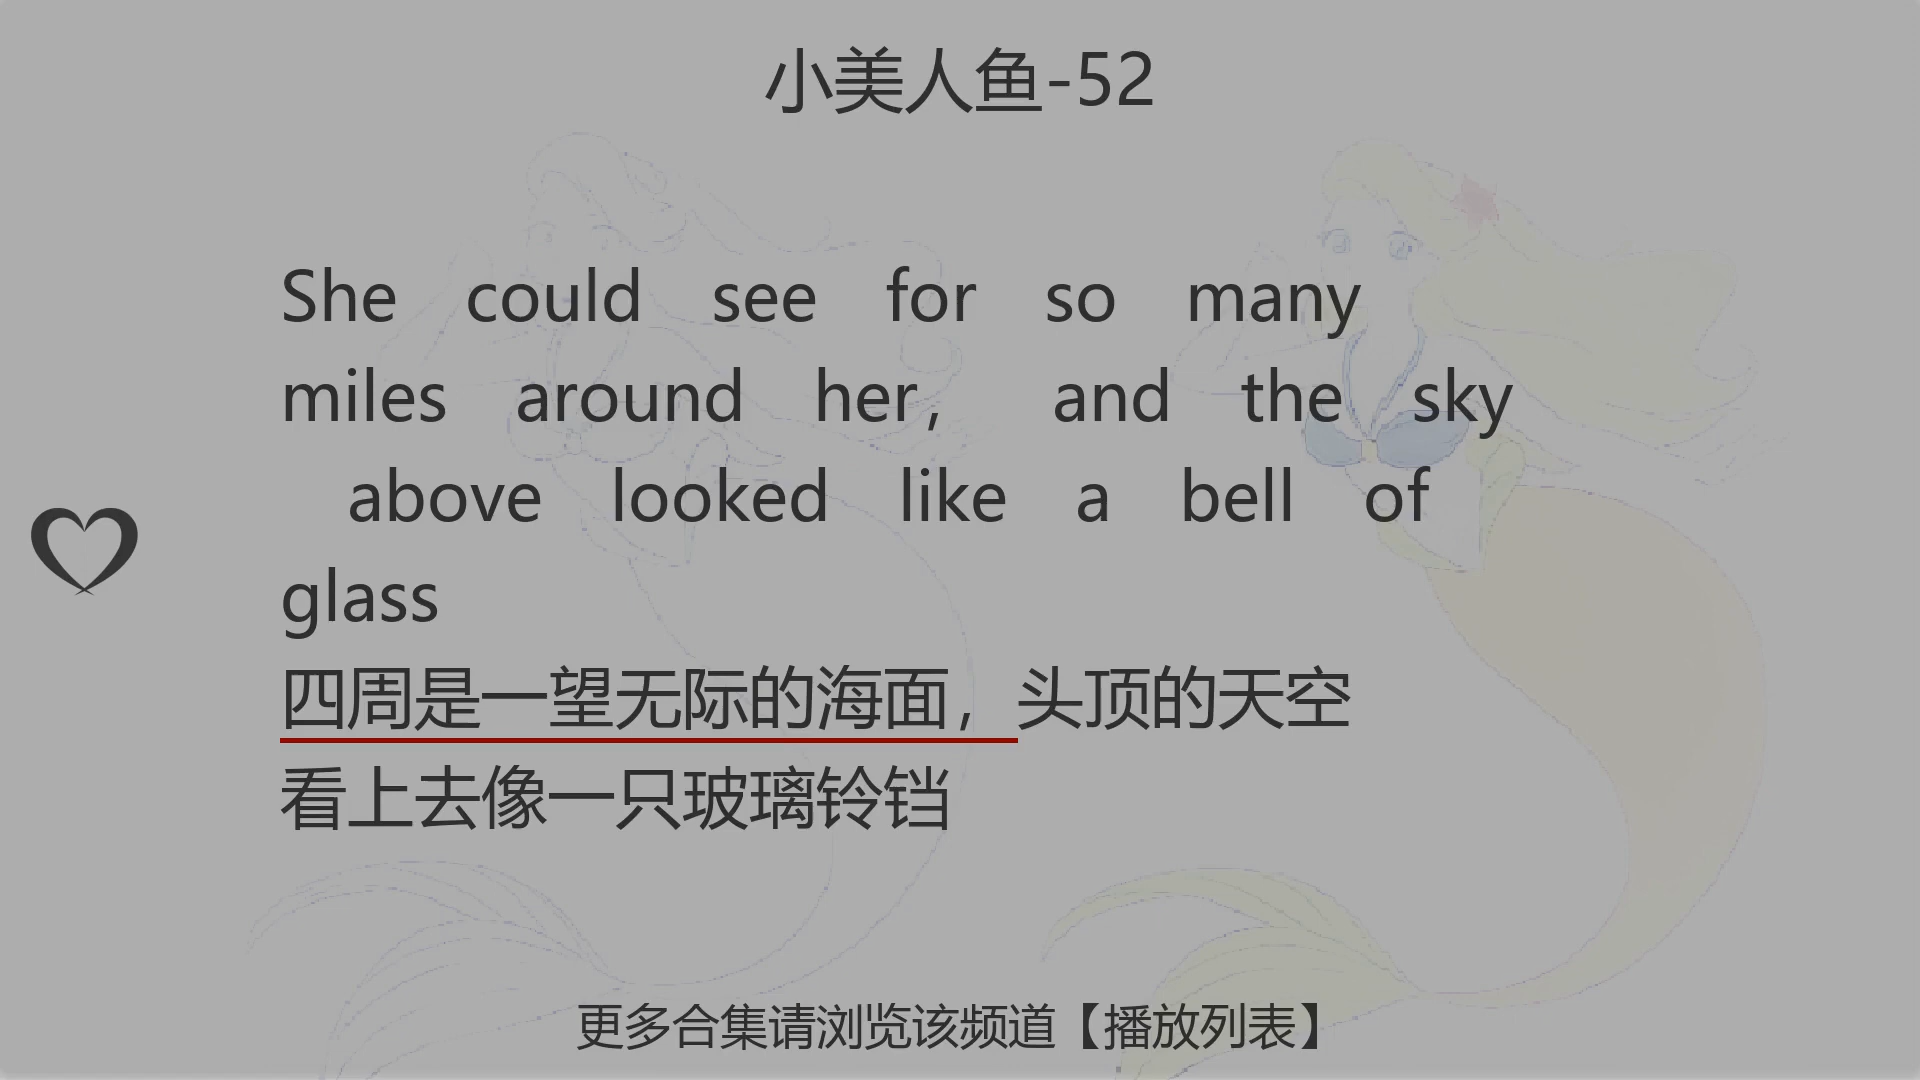 小美人鱼-52
She could see for so many
miles around her, and the sky
above looked like a bell of
glass
四周是一望无际的海面，头顶的天空
看上去像一只玻璃铃铛
更多合集请浏览该频道【播放列表】